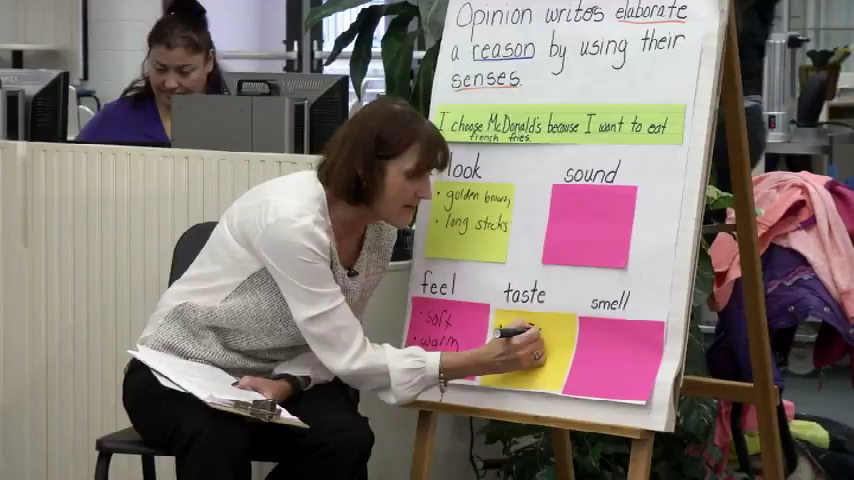 Opinion writers elaborate
a reason by using their
senses.
I choose McDonald's because I want to eat
french fries.
look
sound
• golden brown,
• long sticks
feel
taste
smell
• soft
• warm